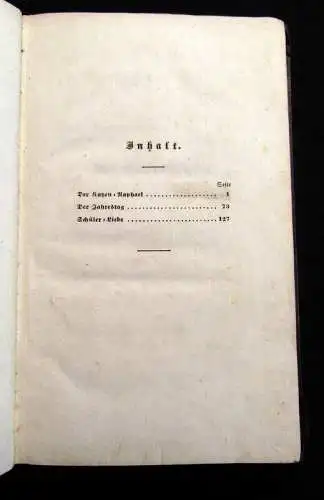 Inhalt.
Seite
Der Katzen-Raphael .................... 1
Der Jahrestag .................... 73
Schüler-Liebe .................... 127